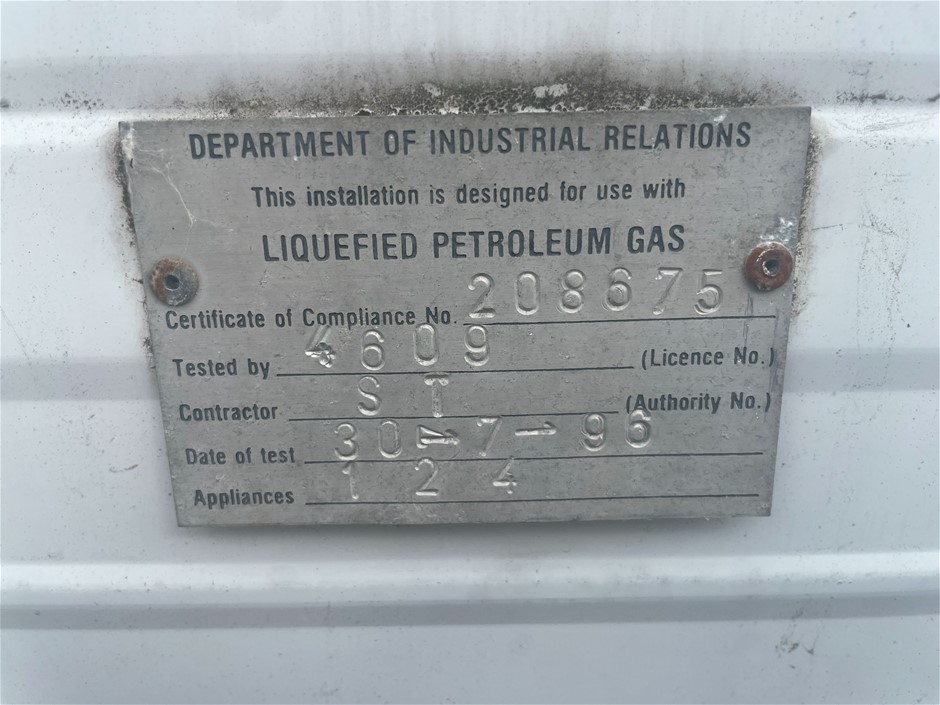 DEPARTMENT OF INDUSTRIAL RELATIONS
This installation is designed for use with
LIQUEFIED PETROLEUM GAS
Certificate of Compliance No. 208675
Tested by 4609 (Licence No.)
Contractor S T (Authority No.)
Date of test 30-7-96
Appliances 1 2 4